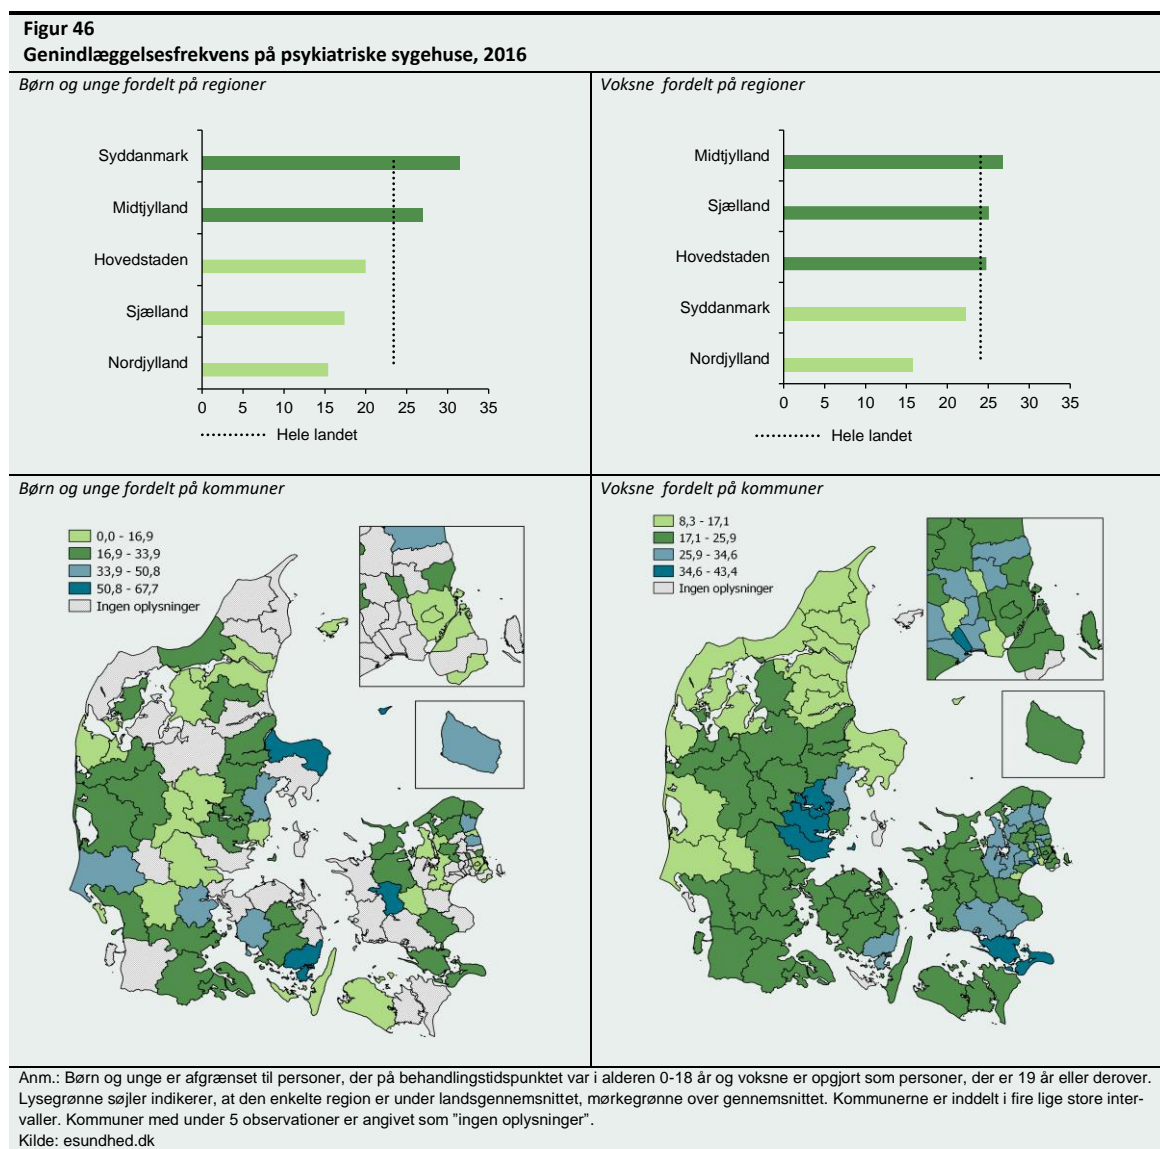 Figur 46
Genindlæggelsesfrekvens på psykiatriske sygehuse, 2016
Børn og unge fordelt på regioner
Syddanmark
Midtjylland
Hovedstaden
Sjælland
Nordjylland
0 5 10 15 20 25 30 35
Hele landet
Voksne fordelt på regioner
Midtjylland
Sjælland
Hovedstaden
Syddanmark
Nordjylland
0 5 10 15 20 25 30 35
Hele landet
Børn og unge fordelt på kommuner
0,0 - 16,9
16,9 - 33,9
33,9 - 50,8
50,8 - 67,7
Ingen oplysninger
Voksne fordelt på kommuner
8,3 - 17,1
17,1 - 25,9
25,9 - 34,6
34,6 - 43,4
Ingen oplysninger
Anm.: Børn og unge er afgrænset til personer, der på behandlingstidspunktet var i alderen 0-18 år og voksne er opgjort som personer, der er 19 år eller derover.
Lysegrønne søjler indikerer, at den enkelte region er under landsgennemsnittet, mørkegrønne over gennemsnittet. Kommunerne er inddelt i fire lige store inter-
valler. Kommuner med under 5 observationer er angivet som ”ingen oplysninger”.
Kilde: esundhed.dk